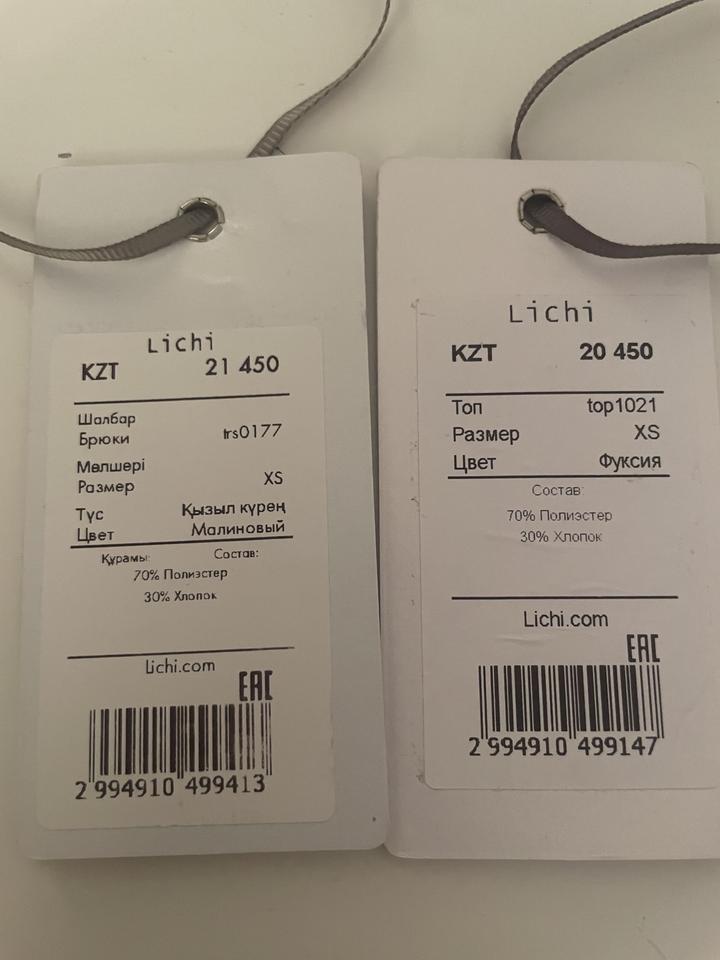 Lichi
KZT 21 450
Шалбар
Брюки trs0177
Мөлшері
Размер XS
Түс Қызыл күрең
Цвет Малиновый
Құрамы: Состав:
70% Полиэстер
30% Хлопок
Lichi.com
EAC
2 994910 499413
Lichi
KZT 20 450
Топ top1021
Размер XS
Цвет Фуксия
Состав:
70% Полиэстер
30% Хлопок
Lichi.com
EAC
2 994910 499147